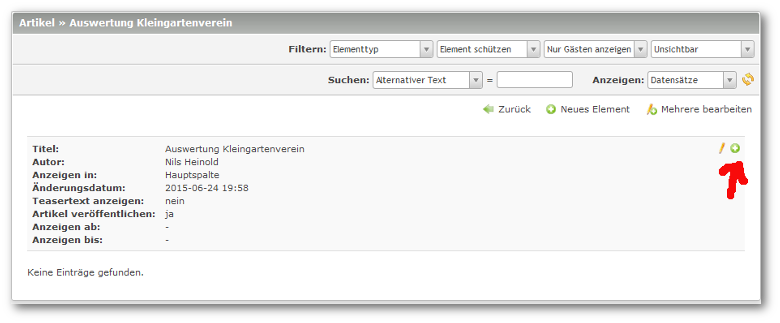 Artikel » Auswertung Kleingartenverein
Filtern: Elementtyp Element schützen Nur Gästen anzeigen Unsichtbar
Suchen: Alternativer Text = Anzeigen: Datensätze
Zurück Neues Element Mehrere bearbeiten
Titel: Auswertung Kleingartenverein
Autor: Nils Heinold
Anzeigen in: Hauptspalte
Änderungsdatum: 2015-06-24 19:58
Teasertext anzeigen: nein
Artikel veröffentlichen: ja
Anzeigen ab: -
Anzeigen bis: -
Keine Einträge gefunden.